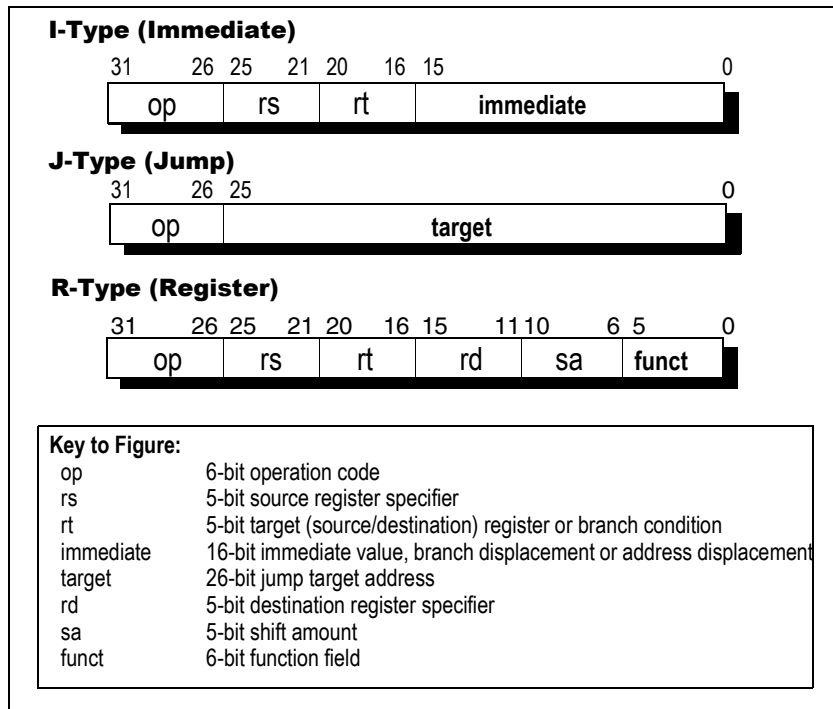 I-Type (Immediate)
31 26 25 21 20 16 15 0
op rs rt immediate
J-Type (Jump)
31 26 25 0
op target
R-Type (Register)
31 26 25 21 20 16 15 11 10 6 5 0
op rs rt rd sa funct
Key to Figure:
op 6-bit operation code
rs 5-bit source register specifier
rt 5-bit target (source/destination) register or branch condition
immediate 16-bit immediate value, branch displacement or address displacement
target 26-bit jump target address
rd 5-bit destination register specifier
sa 5-bit shift amount
funct 6-bit function field